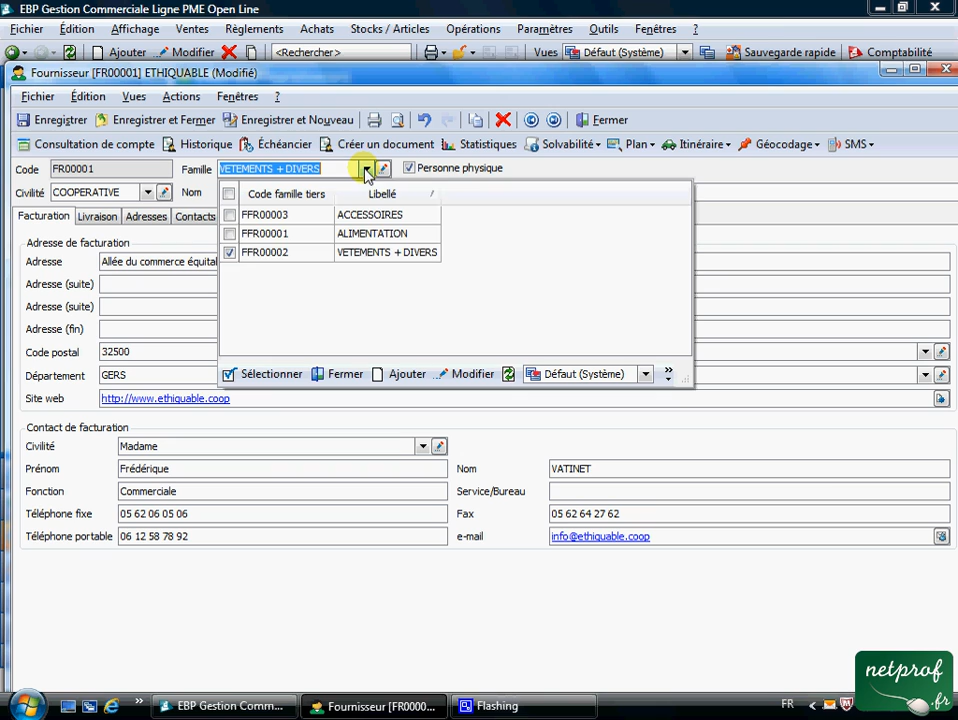 EBP Gestion Commerciale Ligne PME Open Line
Fichier Édition Affichage Ventes Règlements Achats Stocks / Articles Opérations Paramètres Outils Fenêtres ?
Ajouter Modifier <Rechercher> Vues Défaut (Système) Sauvegarde rapide Comptabilité
Fournisseur [FR00001] ETHIQUABLE (Modifié)
Fichier Édition Vues Actions Fenêtres ?
Enregistrer Enregistrer et Fermer Enregistrer et Nouveau Fermer
Consultation de compte Historique Échéancier Créer un document Statistiques Solvabilité Plan Itinéraire Géocodage SMS
Code FR00001 Famille VETEMENTS + DIVERS Personne physique
Civilité COOPERATIVE Nom
Code famille tiers Libellé /
Facturation Livraison Adresses Contacts
FFR00003 ACCESSOIRES
FFR00001 ALIMENTATION
FFR00002 VETEMENTS + DIVERS
Adresse de facturation
Adresse Allée du commerce équital
Adresse (suite)
Adresse (suite)
Adresse (fin)
Code postal 32500
Département GERS
Sélectionner Fermer Ajouter Modifier Défaut (Système) »
Site web http://www.ethiquable.coop
Contact de facturation
Civilité Madame
Prénom Frédérique Nom VATINET
Fonction Commerciale Service/Bureau
Téléphone fixe 05 62 06 05 06 Fax 05 62 64 27 62
Téléphone portable 06 12 58 78 92 e-mail info@ethiquable.coop
netprof
.fr
» EBP Gestion Comm... Fournisseur [FR0000... Flashing FR